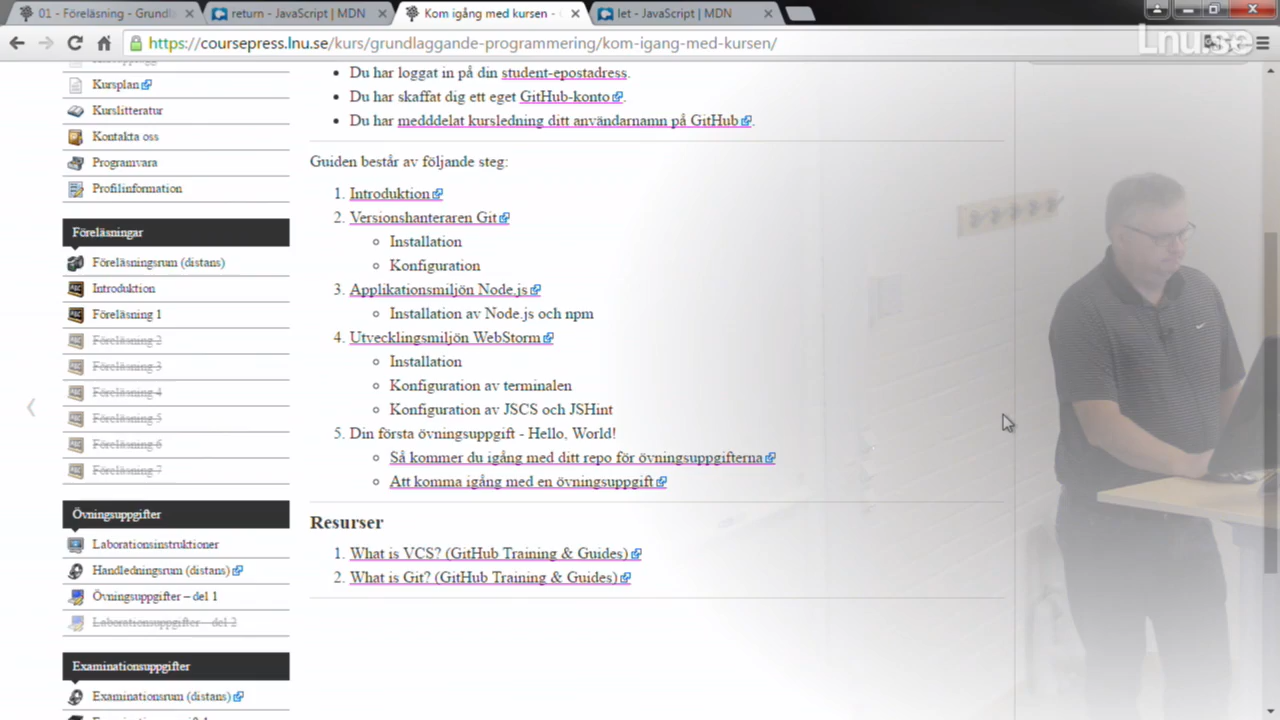 01 - Föreläsning - Grundl
return - JavaScript | MDN
Kom igång med kursen -
let - JavaScript | MDN
https://coursepress.lnu.se/kurs/grundlaggande-programmering/kom-igang-med-kursen/
Lnu.se
Kursplan
Kurslitteratur
Kontakta oss
Programvara
Profilinformation
Föreläsningar
Föreläsningsrum (distans)
Introduktion
Föreläsning 1
Föreläsning 2
Föreläsning 3
Föreläsning 4
Föreläsning 5
Föreläsning 6
Föreläsning 7
Övningsuppgifter
Laborationsinstruktioner
Handledningsrum (distans)
Övningsuppgifter – del 1
Laborationsuppgifter – del 2
Examinationsuppgifter
Examinationsrum (distans)
• Du har loggat in på din student-epostadress.
• Du har skaffat dig ett eget GitHub-konto.
• Du har medddelat kursledning ditt användarnamn på GitHub.
Guiden består av följande steg:
1. Introduktion
2. Versionshanteraren Git
Installation
Konfiguration
3. Applikationsmiljön Node.js
Installation av Node.js och npm
4. Utvecklingsmiljön WebStorm
Installation
Konfiguration av terminalen
Konfiguration av JSCS och JSHint
5. Din första övningsuppgift - Hello, World!
Så kommer du igång med ditt repo för övningsuppgifterna
Att komma igång med en övningsuppgift
Resurser
1. What is VCS? (GitHub Training & Guides)
2. What is Git? (GitHub Training & Guides)